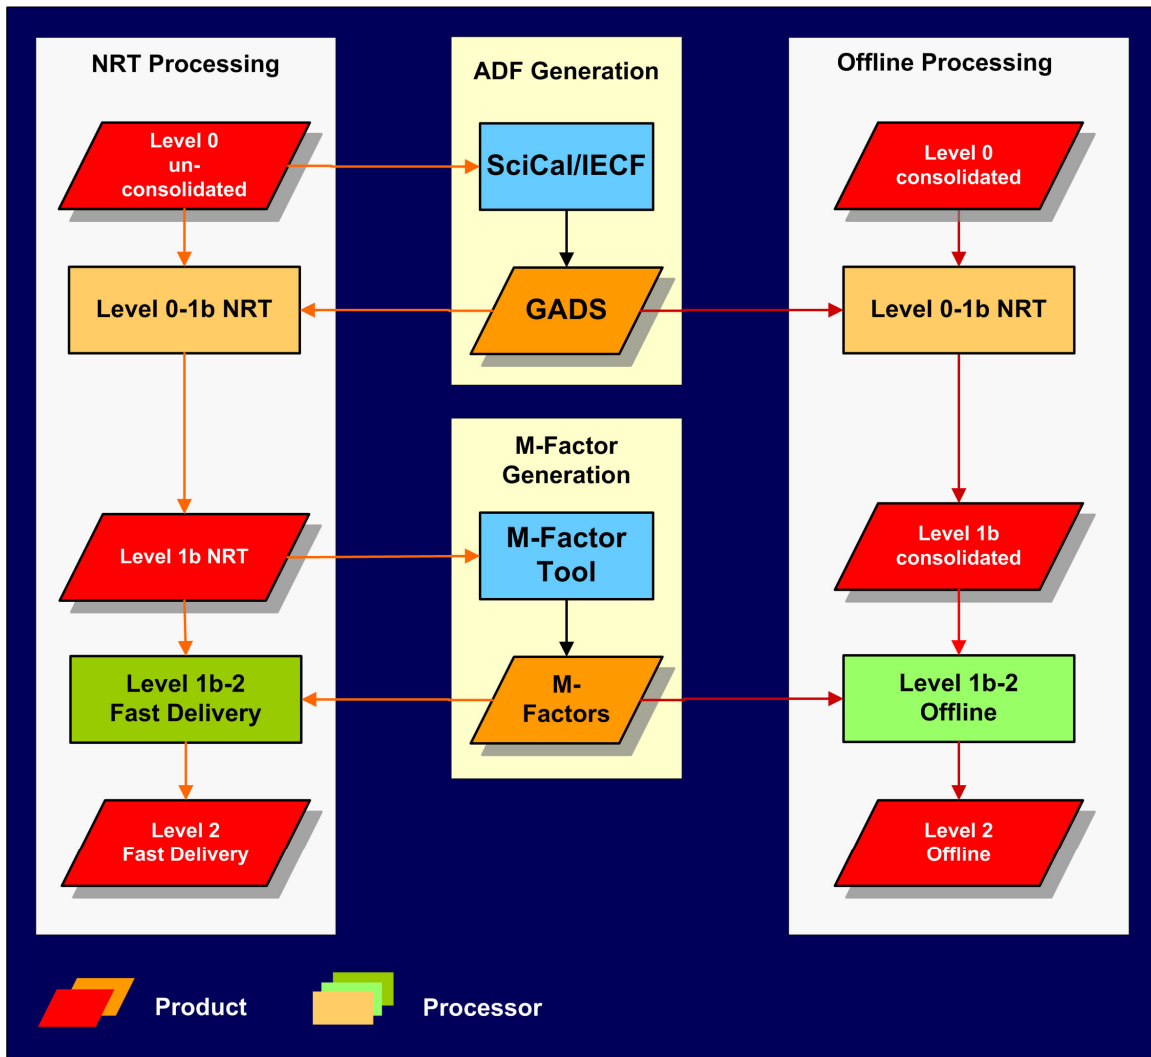 NRT Processing
Level 0
un-
consolidated
Level 0-1b NRT
Level 1b NRT
Level 1b-2
Fast Delivery
Level 2
Fast Delivery
ADF Generation
SciCal/IECF
GADS
M-Factor
Generation
M-Factor
Tool
M-
Factors
Offline Processing
Level 0
consolidated
Level 0-1b NRT
Level 1b
consolidated
Level 1b-2
Offline
Level 2
Offline
Product
Processor